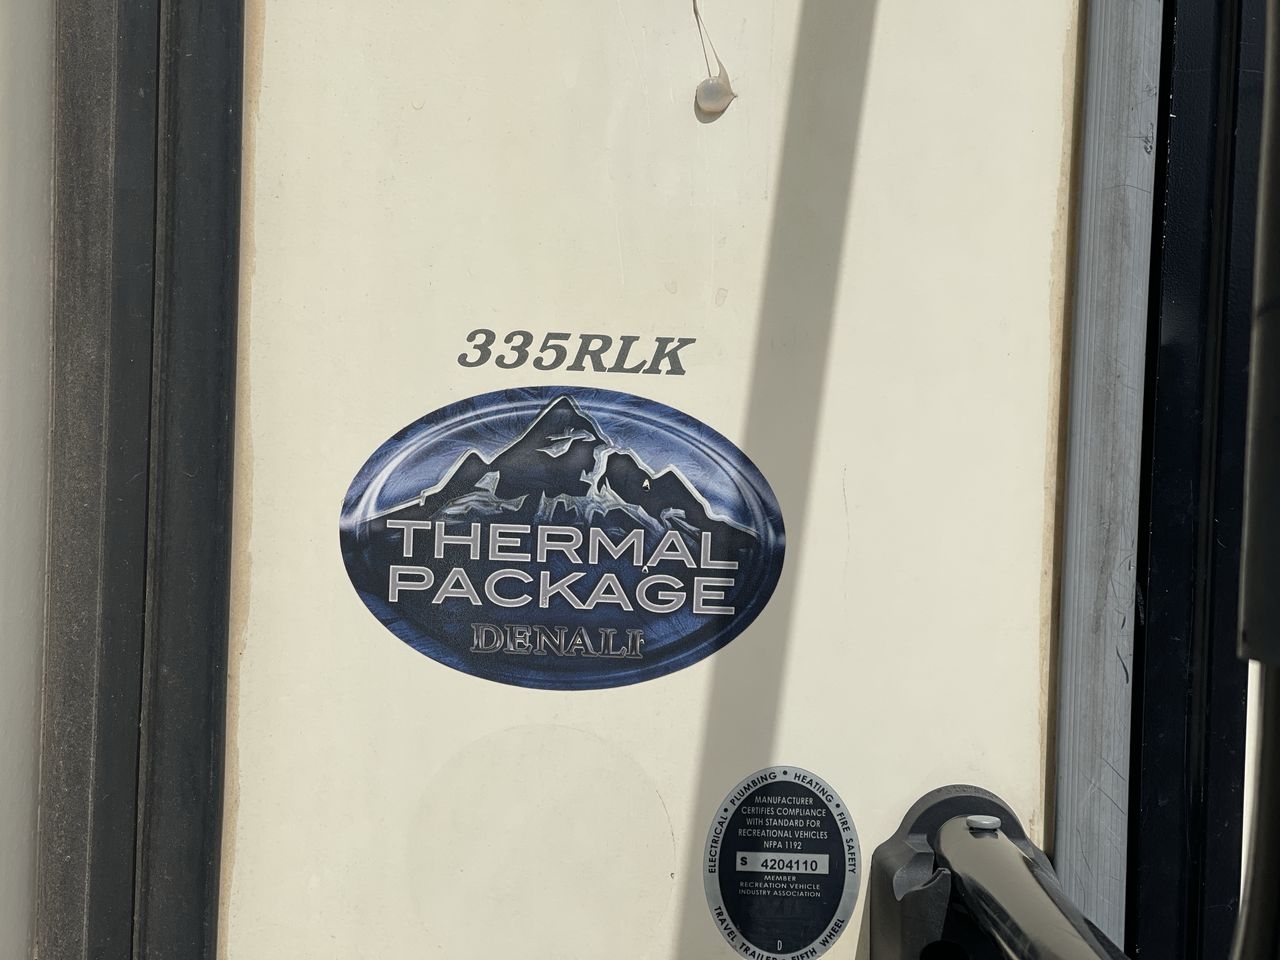 335RLK
THERMAL
PACKAGE
DENALI
ELECTRICAL • PLUMBING • HEATING • FIRE SAFETY
MANUFACTURER
CERTIFIES COMPLIANCE
WITH STANDARD FOR
RECREATIONAL VEHICLES
NFPA 1192
S 4204110
MEMBER
RECREATION VEHICLE
INDUSTRY ASSOCIATION
D
TRAVEL TRAILER • FIFTH WHEEL